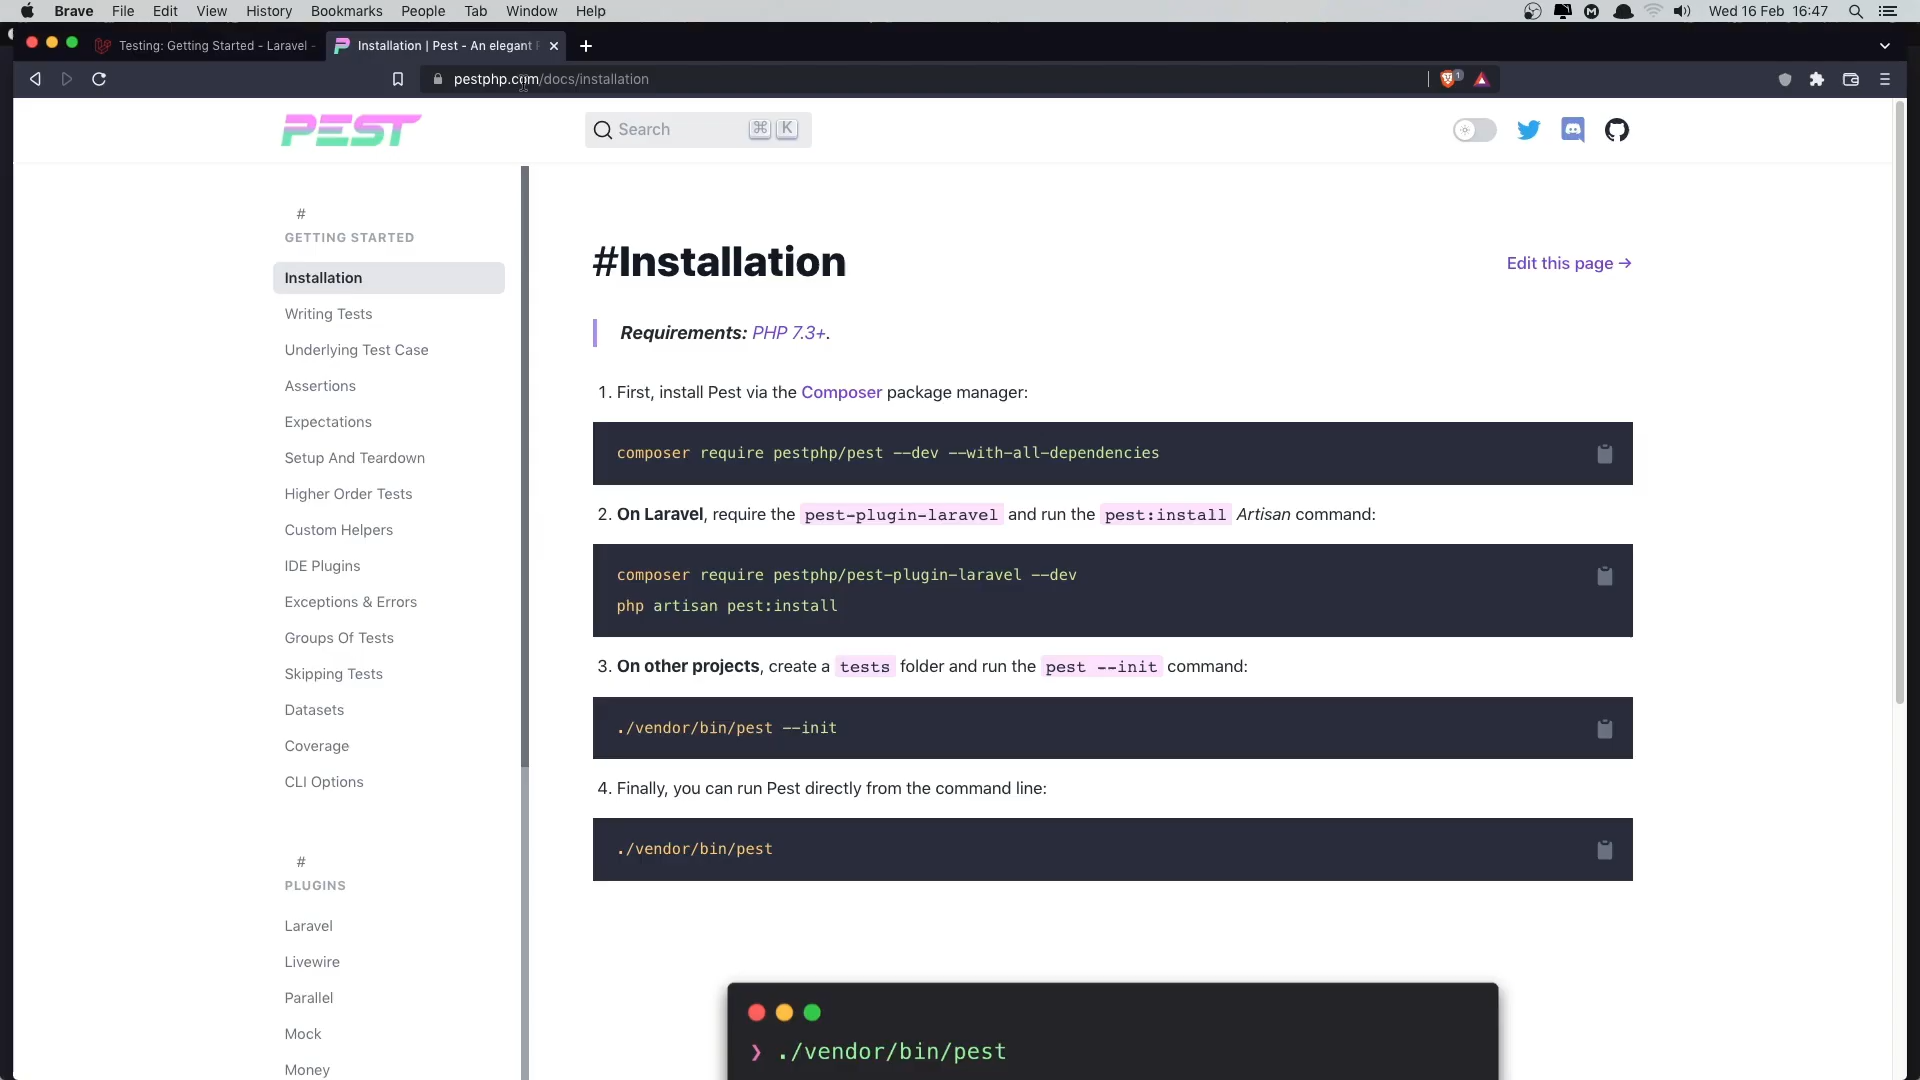 Brave File Edit View History Bookmarks People Tab Window Help Wed 16 Feb 16:47
Testing: Getting Started - Laravel - Installation | Pest - An elegant
pestphp.com/docs/installation 1
PEST Search ⌘ K
#
GETTING STARTED
Installation
Writing Tests
Underlying Test Case
Assertions
Expectations
Setup And Teardown
Higher Order Tests
Custom Helpers
IDE Plugins
Exceptions & Errors
Groups Of Tests
Skipping Tests
Datasets
Coverage
CLI Options
#
PLUGINS
Laravel
Livewire
Parallel
Mock
Money
#Installation
Edit this page →
Requirements: PHP 7.3+.
1. First, install Pest via the Composer package manager:
composer require pestphp/pest --dev --with-all-dependencies
2. On Laravel, require the pest-plugin-laravel and run the pest:install Artisan command:
composer require pestphp/pest-plugin-laravel --dev
php artisan pest:install
3. On other projects, create a tests folder and run the pest --init command:
./vendor/bin/pest --init
4. Finally, you can run Pest directly from the command line:
./vendor/bin/pest
❯ ./vendor/bin/pest